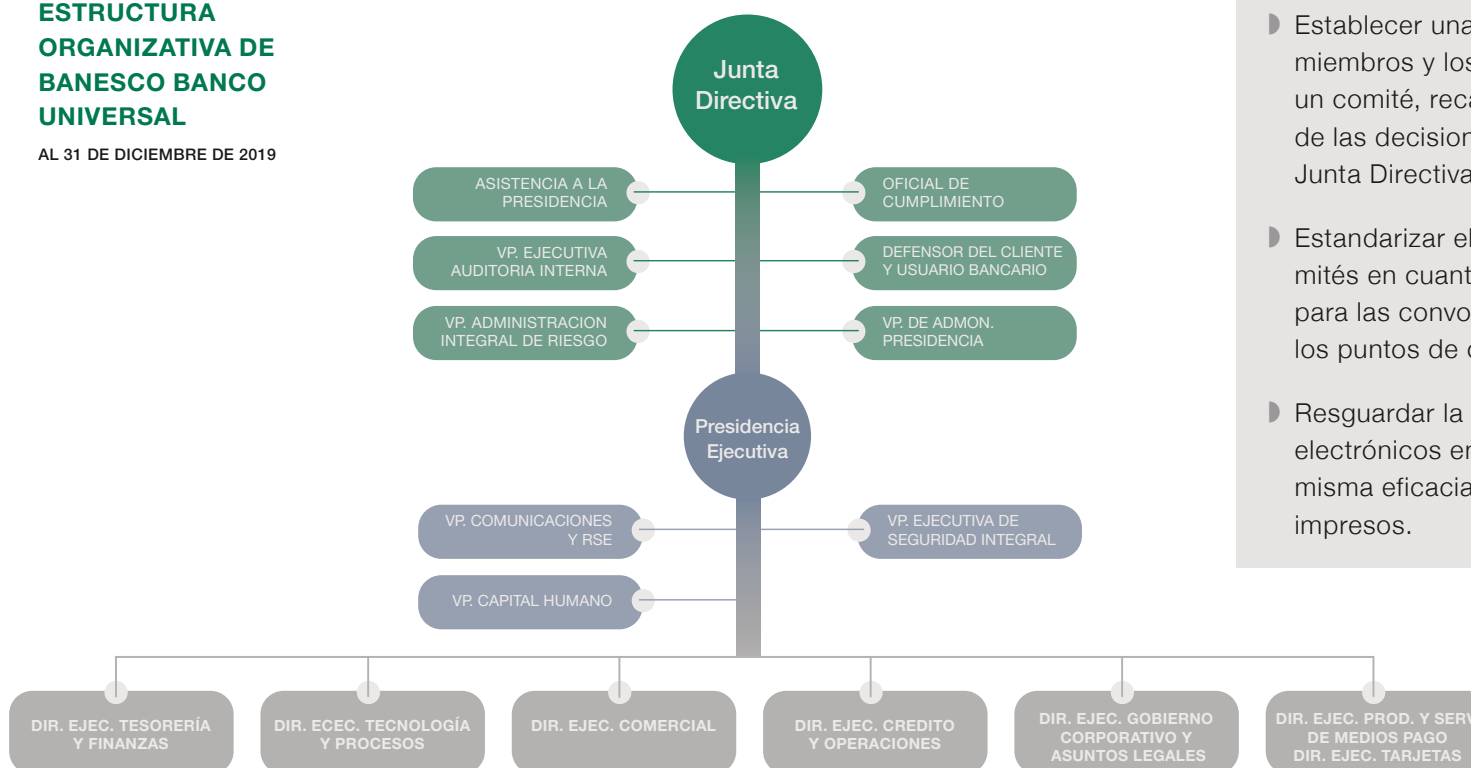 ESTRUCTURA
ORGANIZATIVA DE
BANESCO BANCO
UNIVERSAL
AL 31 DE DICIEMBRE DE 2019
Junta
Directiva
ASISTENCIA A LA
PRESIDENCIA
OFICIAL DE
CUMPLIMIENTO
VP. EJECUTIVA
AUDITORIA INTERNA
DEFENSOR DEL CLIENTE
Y USUARIO BANCARIO
VP. ADMINISTRACION
INTEGRAL DE RIESGO
VP. DE ADMON.
PRESIDENCIA
Presidencia
Ejecutiva
VP. COMUNICACIONES
Y RSE
VP. EJECUTIVA DE
SEGURIDAD INTEGRAL
VP. CAPITAL HUMANO
DIR. EJEC. TESORERÍA
Y FINANZAS
DIR. ECEC. TECNOLOGÍA
Y PROCESOS
DIR. EJEC. COMERCIAL
DIR. EJEC. CREDITO
Y OPERACIONES
DIR. EJEC. GOBIERNO
CORPORATIVO Y
ASUNTOS LEGALES
DIR. EJEC. PROD. Y SERV
DE MEDIOS PAGO
DIR. EJEC. TARJETAS
Establecer una
miembros y los
un comité,
de las
Junta Directiva
Estandarizar
mités en
para las
los puntos de
Resguardar la
electrónicos
misma eficacia
impresos.